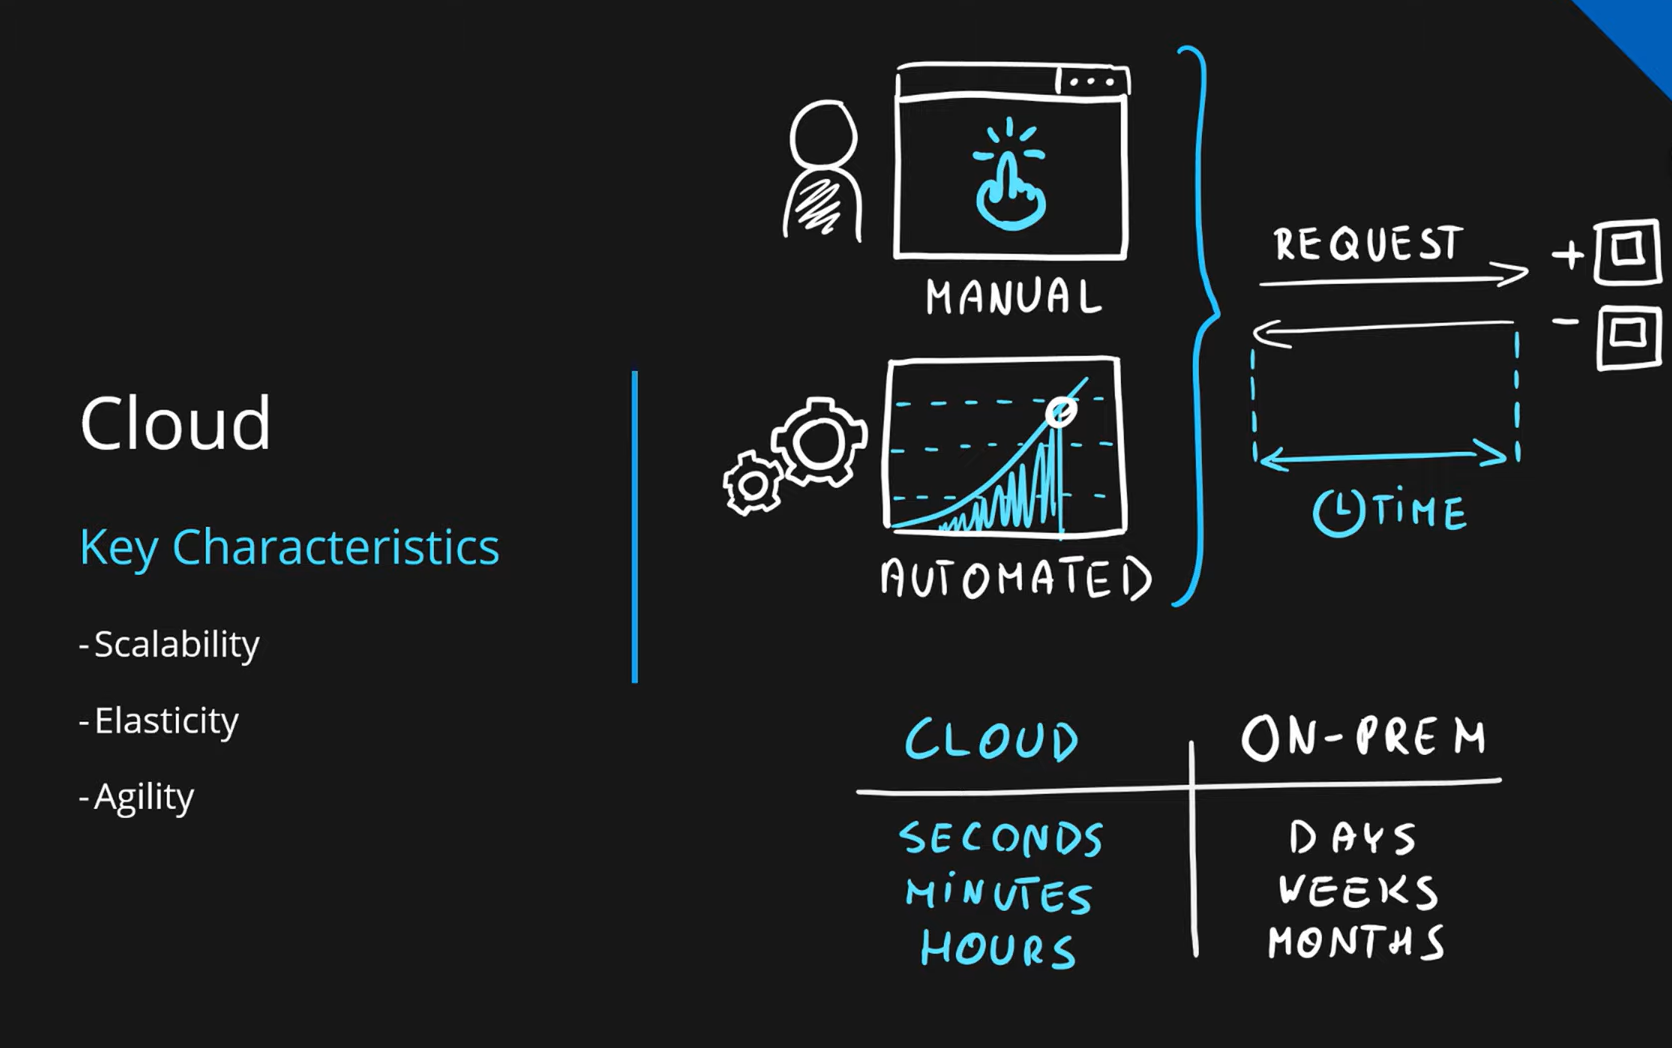 Cloud
Key Characteristics
- Scalability
- Elasticity
- Agility
MANUAL
AUTOMATED
REQUEST
+
-
TiME
CLOUD
ON-PREM
SECONDS
DAYS
MiNUTES
WEEKS
HOURS
MONTHS